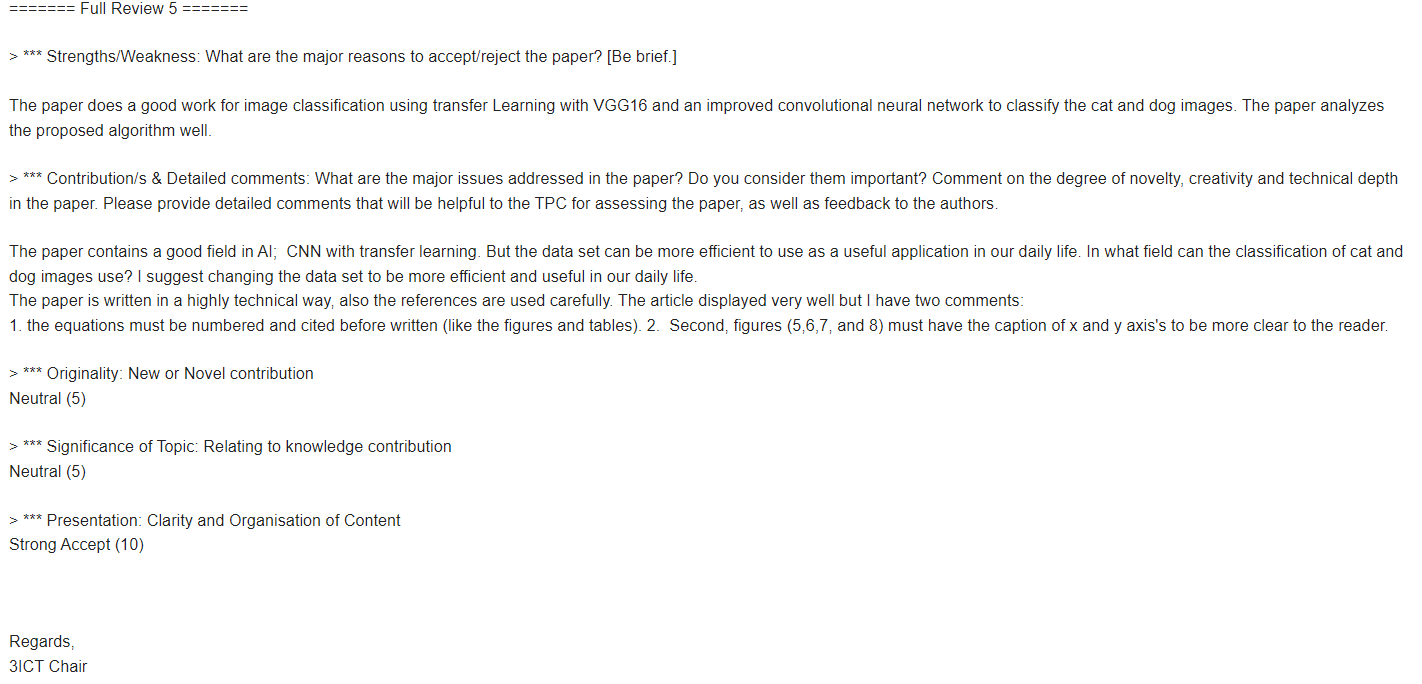 ======= Full Review 5 =======
> *** Strengths/Weakness: What are the major reasons to accept/reject the paper? [Be brief.]
The paper does a good work for image classification using transfer Learning with VGG16 and an improved convolutional neural network to classify the cat and dog images. The paper analyzes
the proposed algorithm well.
> *** Contribution/s & Detailed comments: What are the major issues addressed in the paper? Do you consider them important? Comment on the degree of novelty, creativity and technical depth
in the paper. Please provide detailed comments that will be helpful to the TPC for assessing the paper, as well as feedback to the authors.
The paper contains a good field in AI;  CNN with transfer learning. But the data set can be more efficient to use as a useful application in our daily life. In what field can the classification of cat and
dog images use? I suggest changing the data set to be more efficient and useful in our daily life.
The paper is written in a highly technical way, also the references are used carefully. The article displayed very well but I have two comments:
1. the equations must be numbered and cited before written (like the figures and tables). 2.  Second, figures (5,6,7, and 8) must have the caption of x and y axis's to be more clear to the reader.
> *** Originality: New or Novel contribution
Neutral (5)
> *** Significance of Topic: Relating to knowledge contribution
Neutral (5)
> *** Presentation: Clarity and Organisation of Content
Strong Accept (10)
Regards,
3ICT Chair